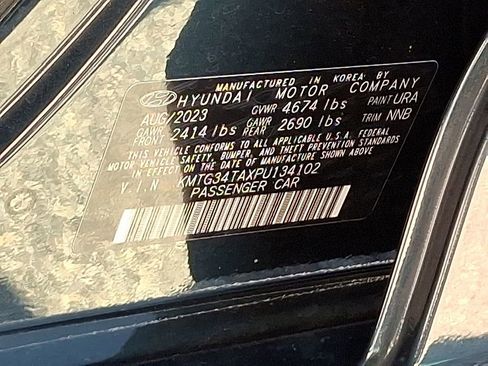 MANUFACTURED IN KOREA BY
HYUNDAI MOTOR COMPANY
AUG/2023 GVWR 4674 lbs PAINT URA
GAWR FRONT 2414 lbs GAWR REAR 2690 lbs TRIM NNB
THIS VEHICLE CONFORMS TO ALL APPLICABLE U.S.A. FEDERAL
MOTOR VEHICLE SAFETY, BUMPER, AND THEFT PREVENTION STANDARDS
IN EFFECT ON THE DATE OF MANUFACTURE SHOWN ABOVE.
V.I.N KMTG34TAXPU134102
PASSENGER CAR